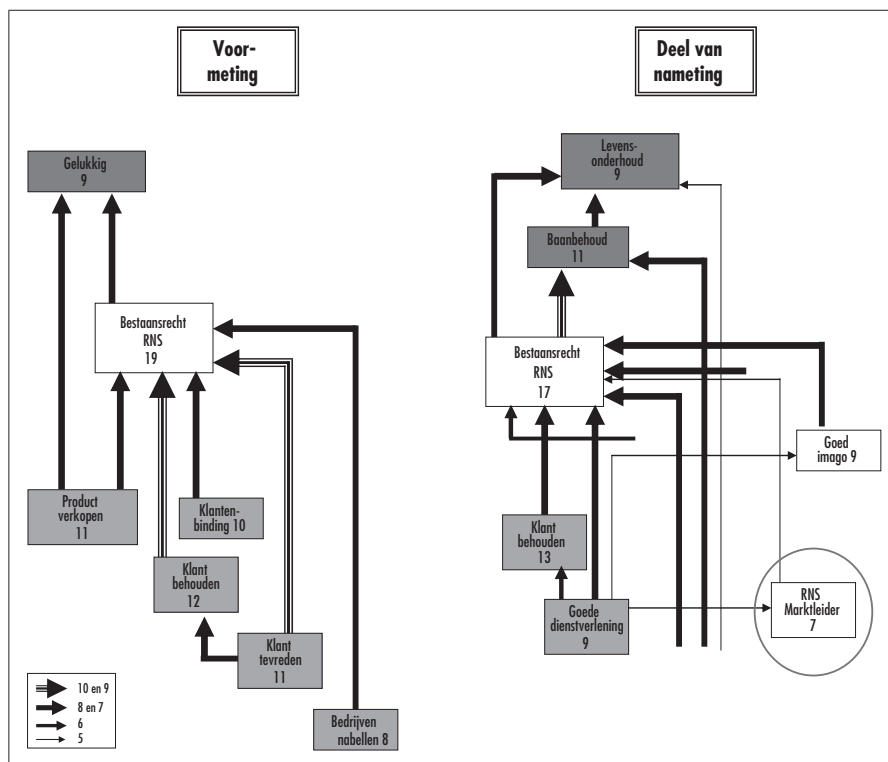 Voor-
meting
Gelukkig
9
Bestaansrecht
RNS
19
Product
verkopen
11
Klanten-
binding 10
Klant
behouden
12
Klant
tevreden
11
Bedrijven
nabellen 8
10 en 9
8 en 7
6
5
Deel van
nameting
Levens-
onderhoud
9
Baanbehoud
11
Bestaansrecht
RNS
17
Goed
imago 9
Klant
behouden
13
Goede
dienstverlening
9
RNS
Marktleider
7